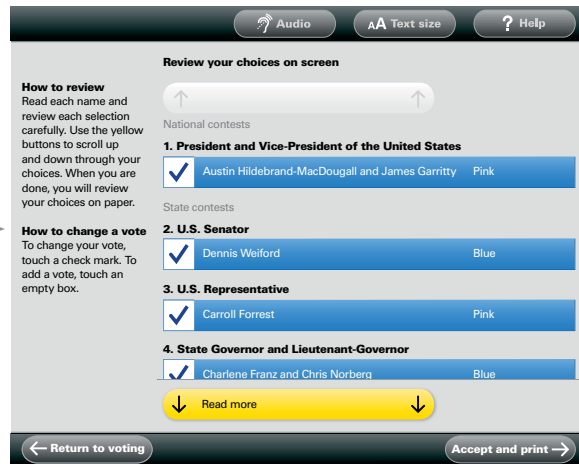 Audio
AA Text size
? Help
How to review
Read each name and
review each selection
carefully. Use the yellow
buttons to scroll up
and down through your
choices. When you are
done, you will review
your choices on paper.
How to change a vote
To change your vote,
touch a check mark. To
add a vote, touch an
empty box.
Review your choices on screen
National contests
1. President and Vice-President of the United States
Austin Hildebrand-MacDougall and James Garritty Pink
State contests
2. U.S. Senator
Dennis Weiford Blue
3. U.S. Representative
Carroll Forrest Pink
4. State Governor and Lieutenant-Governor
Charlene Franz and Chris Norberg Blue
Read more
Return to voting
Accept and print